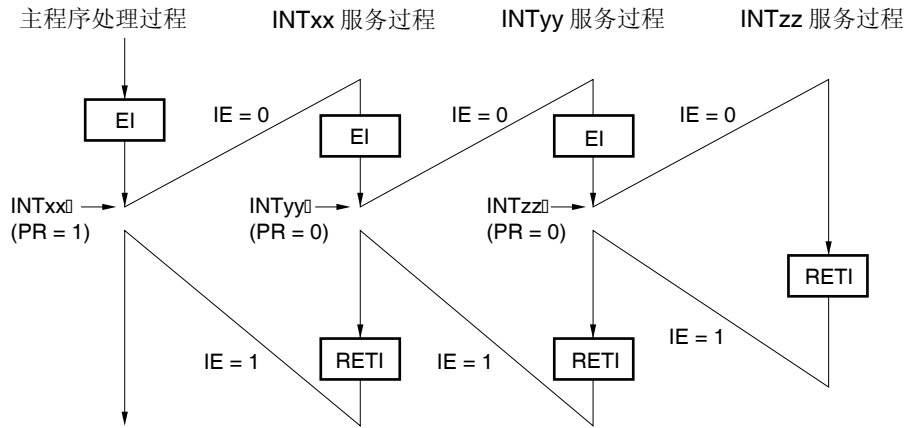 主程序处理过程
INTxx 服务过程
INTyy 服务过程
INTzz 服务过程
EI
IE = 0
EI
IE = 0
EI
IE = 0
INTxx
(PR = 1)
INTyy
(PR = 0)
INTzz
(PR = 0)
RETI
IE = 1
RETI
IE = 1
RETI
IE = 1